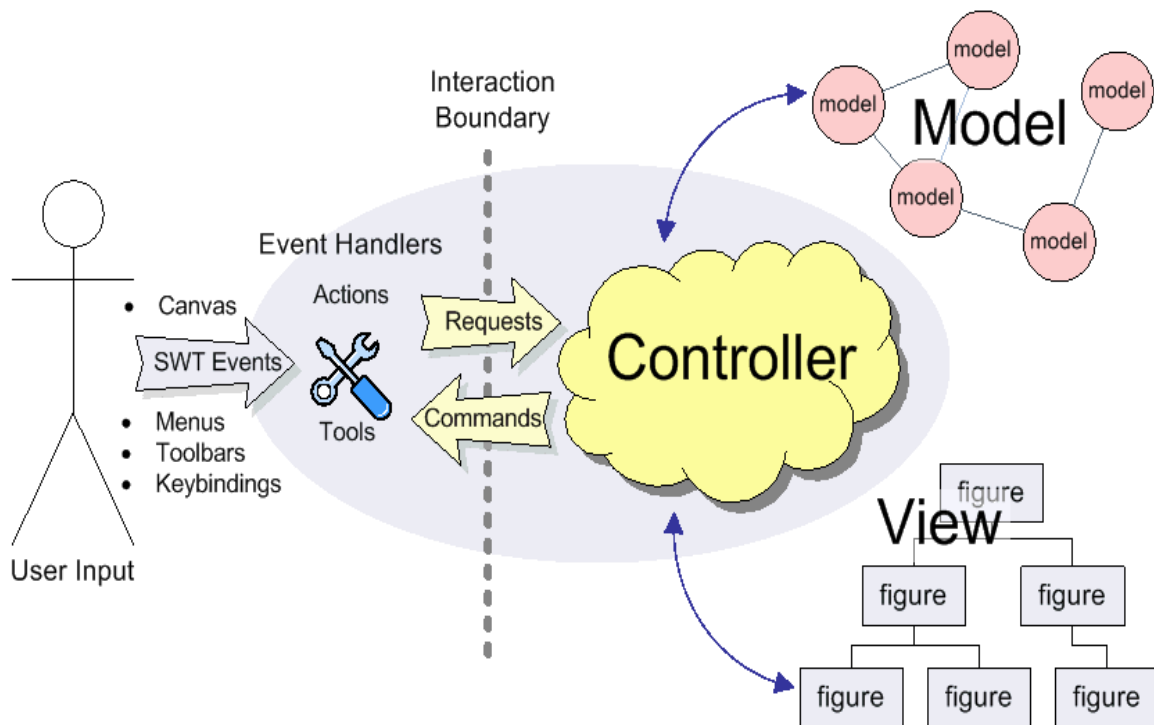 Interaction
Boundary
Event Handlers
Actions
Tools
• Canvas
SWT Events
• Menus
• Toolbars
• Keybindings
User Input
Requests
Commands
Controller
model
model
model
model
model
Model
figure
View
figure
figure
figure
figure
figure